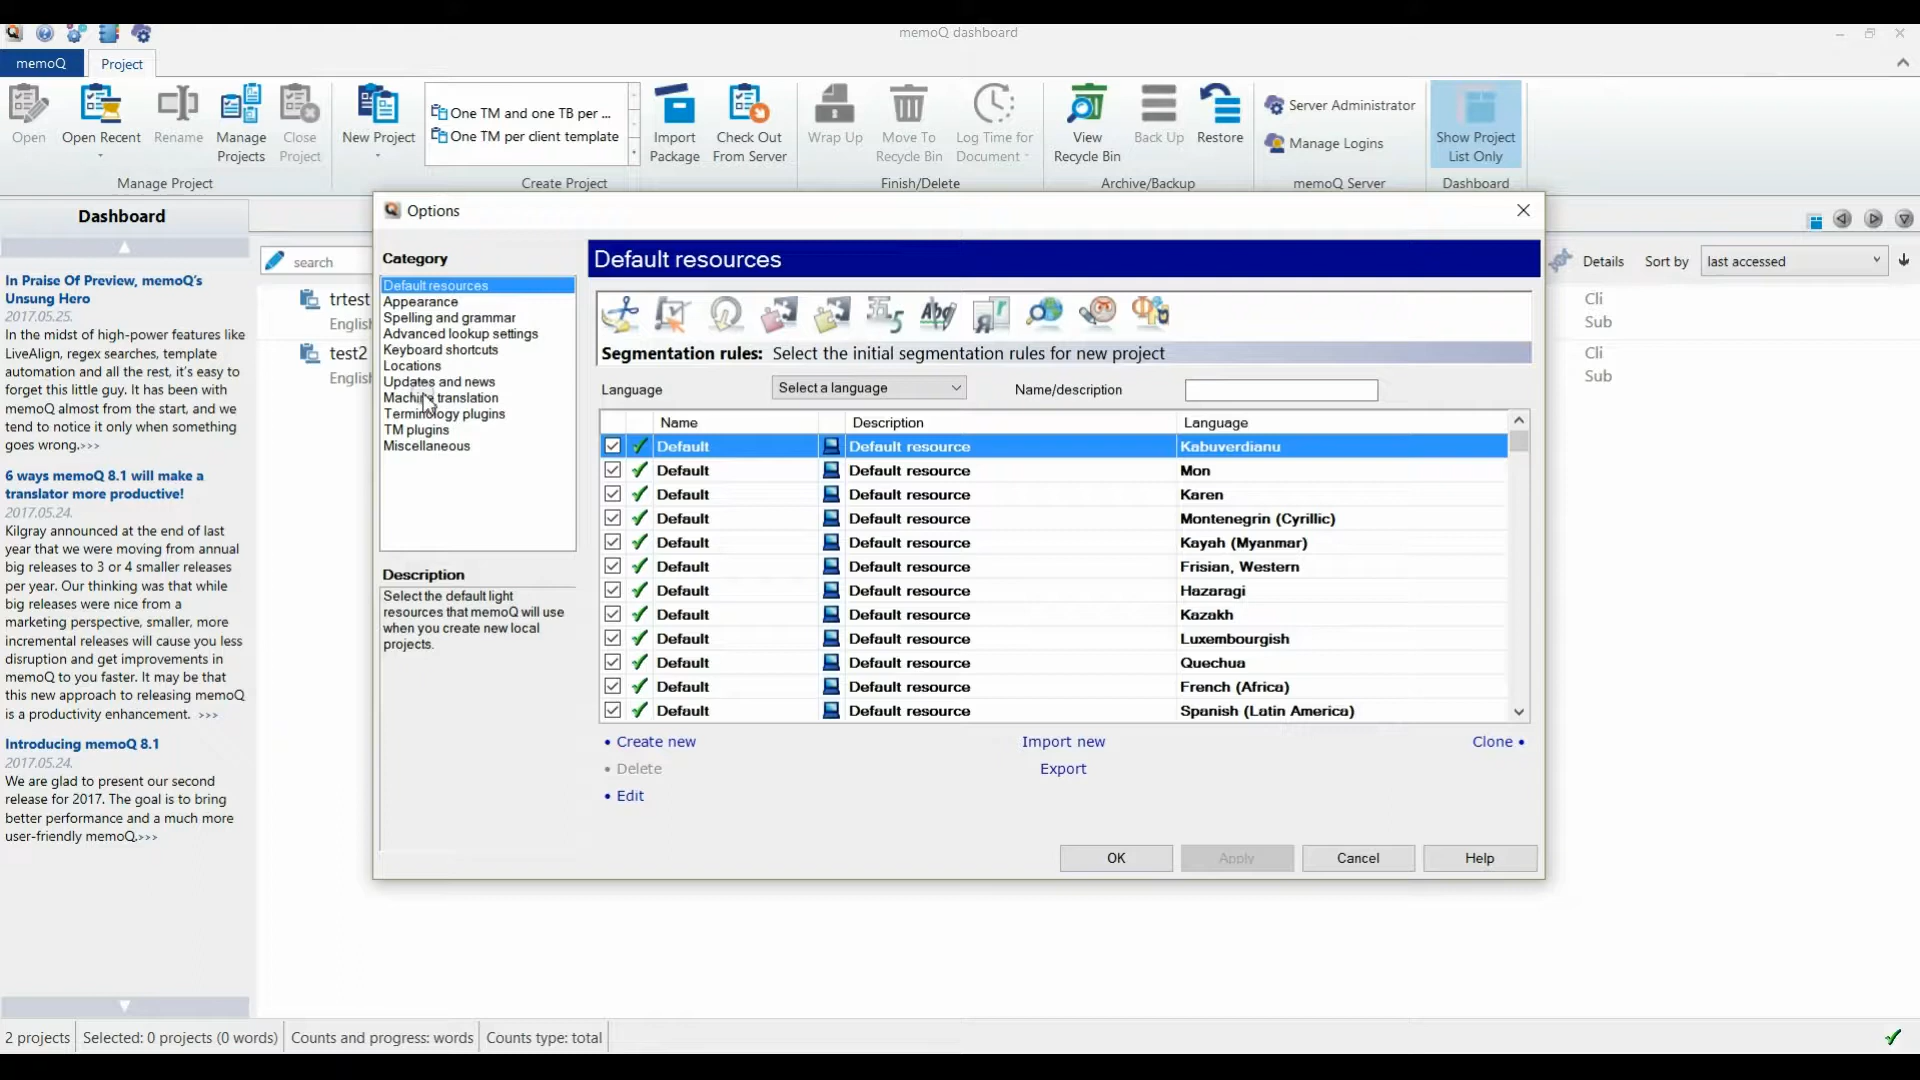 memoQ dashboard
memoQ
Project
Open
Open Recent
Rename
Manage
Projects
Close
Project
Manage Project
New Project
One TM and one TB per ...
One TM per client template
Import
Package
Check Out
From Server
Create Project
Wrap Up
Move To
Recycle Bin
Log Time for
Document
Finish/Delete
View
Recycle Bin
Back Up
Restore
Archive/Backup
Server Administrator
Manage Logins
memoQ Server
Show Project
List Only
Dashboard
Dashboard
In Praise Of Preview, memoQ's
Unsung Hero
2017.05.25.
In the midst of high-power features like
LiveAlign, regex searches, template
automation and all the rest, it's easy to
forget this little guy. It has been with
memoQ almost from the start, and we
tend to notice it only when something
goes wrong.>>>
6 ways memoQ 8.1 will make a
translator more productive!
2017.05.24.
Kilgray announced at the end of last
year that we were moving from annual
big releases to 3 or 4 smaller releases
per year. Our thinking was that while
big releases were nice from a
marketing perspective, smaller, more
incremental releases will cause you less
disruption and get improvements in
memoQ to you faster. It may be that
this new approach to releasing memoQ
is a productivity enhancement. >>>
Introducing memoQ 8.1
2017.05.24.
We are glad to present our second
release for 2017. The goal is to bring
better performance and a much more
user-friendly memoQ.>>>
search
trtest
English
test2
English
Details
Sort by
last accessed
Cli
Sub
Cli
Sub
Options
Category
Default resources
Appearance
Spelling and grammar
Advanced lookup settings
Keyboard shortcuts
Locations
Updates and news
Machine translation
Terminology plugins
TM plugins
Miscellaneous
Description
Select the default light
resources that memoQ will use
when you create new local
projects.
Default resources
Segmentation rules: Select the initial segmentation rules for new project
Language Select a language Name/description
Name Description Language
Default Default resource Kabuverdianu
Default Default resource Mon
Default Default resource Karen
Default Default resource Montenegrin (Cyrillic)
Default Default resource Kayah (Myanmar)
Default Default resource Frisian, Western
Default Default resource Hazaragi
Default Default resource Kazakh
Default Default resource Luxembourgish
Default Default resource Quechua
Default Default resource French (Africa)
Default Default resource Spanish (Latin America)
• Create new Import new Clone •
• Delete Export
• Edit
OK Apply Cancel Help
2 projects Selected: 0 projects (0 words) Counts and progress: words Counts type: total